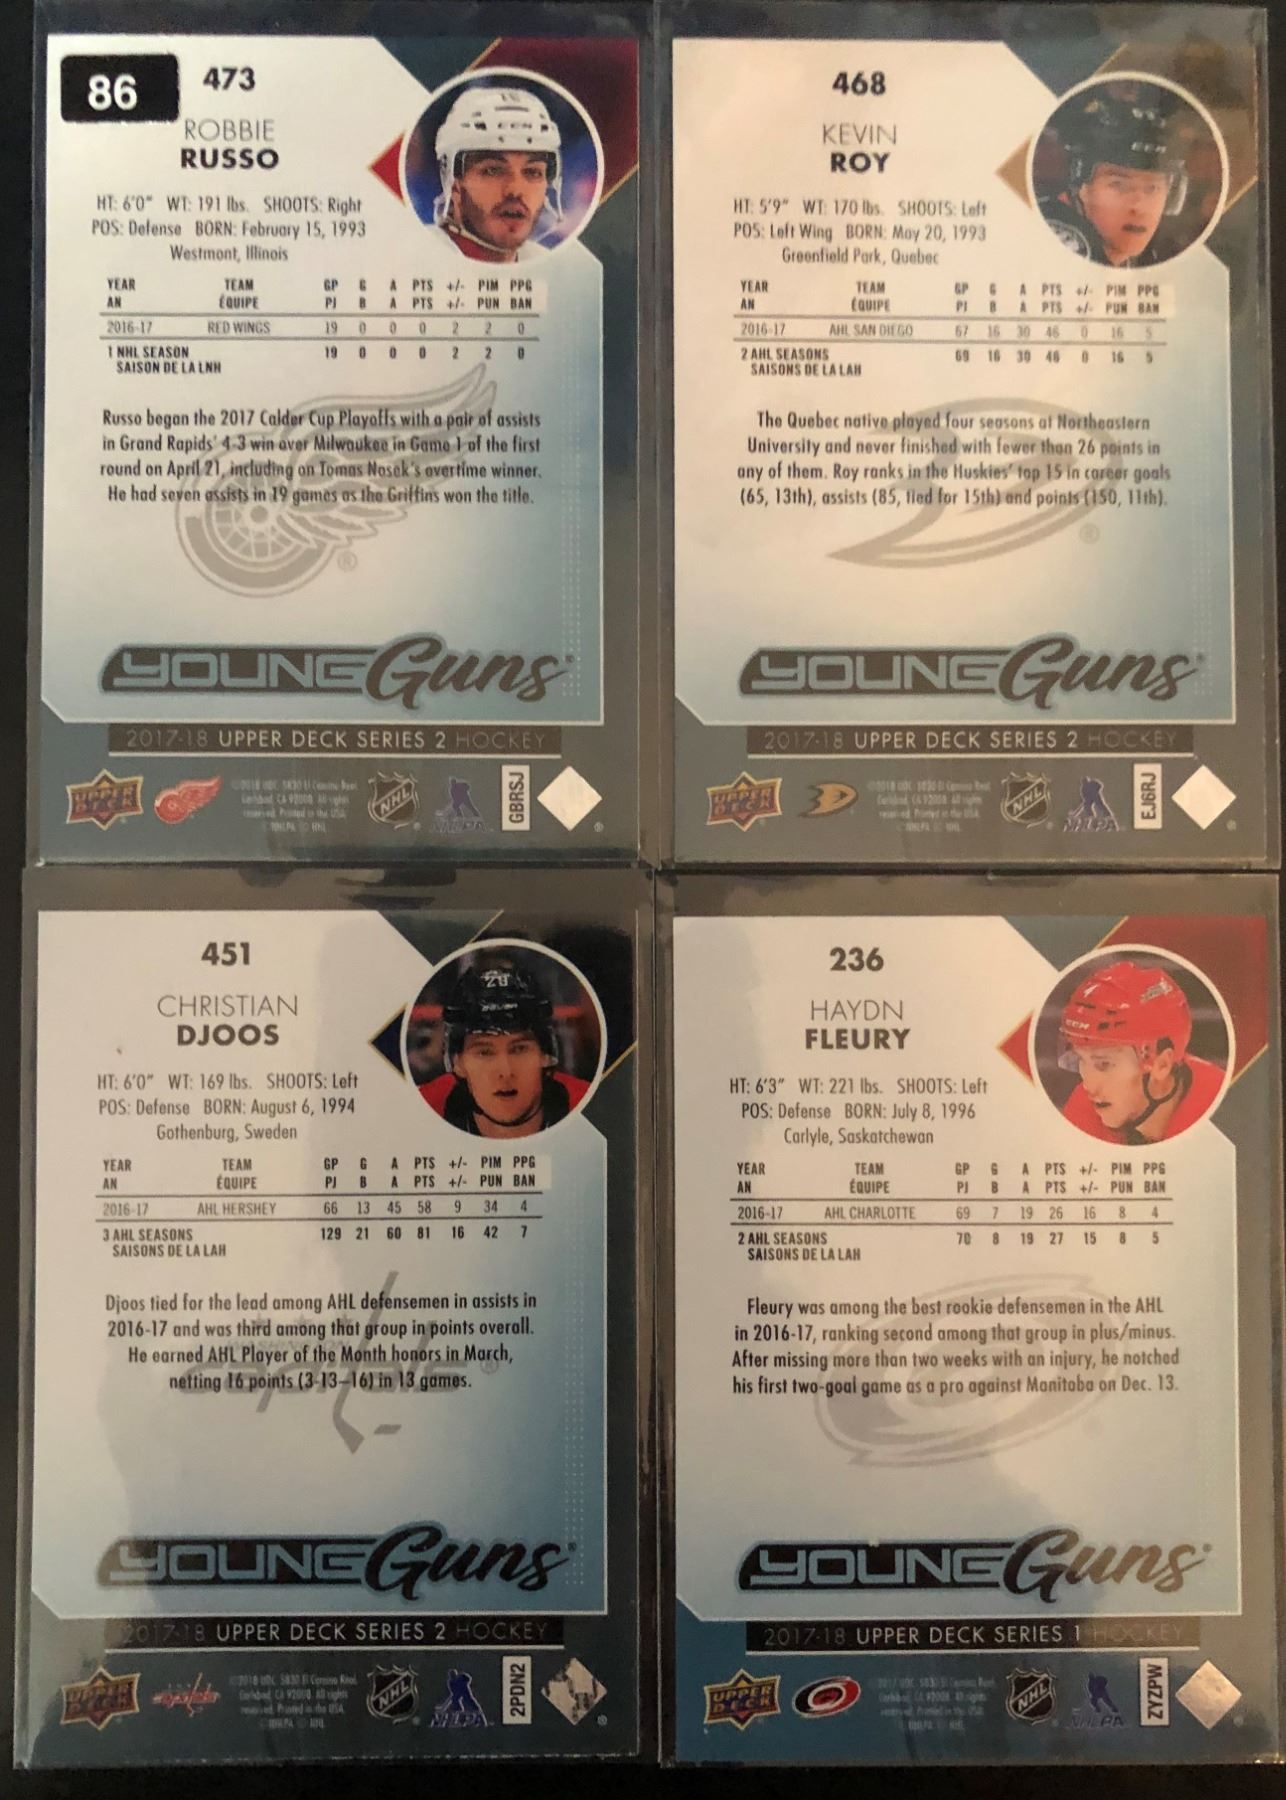 86
473
ROBBIE
RUSSO
HT: 6'0" WT: 191 lbs. SHOOTS: Right
POS: Defense BORN: February 15, 1993
Westmont, Illinois
YEAR TEAM GP G A PTS +/- PIM PPG
AN ÉQUIPE PJ B A PTS +/- PUN BAN
2016-17 RED WINGS 19 0 0 0 2 2 0
1 NHL SEASON 19 0 0 0 2 2 0
SAISON DE LA LNH
Russo began the 2017 Calder Cup Playoffs with a pair of assists
in Grand Rapids' 4-3 win over Milwaukee in Game 1 of the first
round on April 21, including on Tomas Nosek's overtime winner.
He had seven assists in 19 games as the Griffins won the title.
YOUNG Guns
2017-18 UPPER DECK SERIES 2 HOCKEY
UPPER DECK
NHL
NHLPA
GBRSJ
468
KEVIN
ROY
HT: 5'9" WT: 170 lbs. SHOOTS: Left
POS: Left Wing BORN: May 20, 1993
Greenfield Park, Quebec
YEAR TEAM GP G A PTS +/- PIM PPG
AN ÉQUIPE PJ B A PTS +/- PUN BAN
2016-17 AHL SAN DIEGO 67 16 30 46 0 16 5
2 AHL SEASONS 69 16 30 46 0 16 5
SAISONS DE LA LAH
The Quebec native played four seasons at Northeastern
University and never finished with fewer than 26 points in
any of them. Roy ranks in the Huskies' top 15 in career goals
(65, 13th), assists (85, tied for 15th) and points (150, 11th).
YOUNG Guns
2017-18 UPPER DECK SERIES 2 HOCKEY
UPPER DECK
NHL
NHLPA
EJ6RJ
451
CHRISTIAN
DJOOS
HT: 6'0" WT: 169 lbs. SHOOTS: Left
POS: Defense BORN: August 6, 1994
Gothenburg, Sweden
YEAR TEAM GP G A PTS +/- PIM PPG
AN ÉQUIPE PJ B A PTS +/- PUN BAN
2016-17 AHL HERSHEY 66 13 45 58 9 34 4
3 AHL SEASONS 129 21 60 81 16 42 7
SAISONS DE LA LAH
Djoos tied for the lead among AHL defensemen in assists in
2016-17 and was third among that group in points overall.
He earned AHL Player of the Month honors in March,
netting 16 points (3-13–16) in 13 games.
YOUNG Guns
2017-18 UPPER DECK SERIES 2 HOCKEY
UPPER DECK
capitals
NHL
NHLPA
2PDN2
236
HAYDN
FLEURY
HT: 6'3" WT: 221 lbs. SHOOTS: Left
POS: Defense BORN: July 8, 1996
Carlyle, Saskatchewan
YEAR TEAM GP G A PTS +/- PIM PPG
AN ÉQUIPE PJ B A PTS +/- PUN BAN
2016-17 AHL CHARLOTTE 69 7 19 26 16 8 4
2 AHL SEASONS 70 8 19 27 15 8 5
SAISONS DE LA LAH
Fleury was among the best rookie defensemen in the AHL
in 2016-17, ranking second among that group in plus/minus.
After missing more than two weeks with an injury, he notched
his first two-goal game as a pro against Manitoba on Dec. 13.
YOUNG Guns
2017-18 UPPER DECK SERIES 1 HOCKEY
UPPER DECK
NHL
NHLPA
ZYZPW